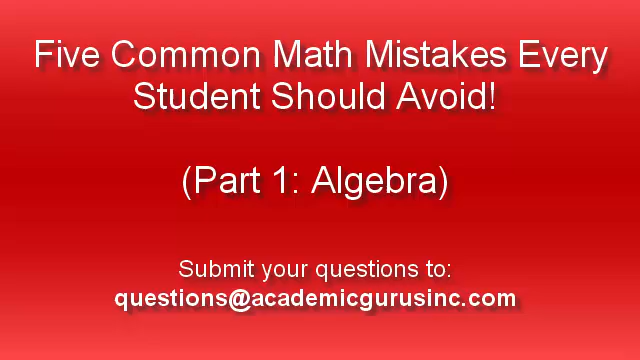 Five Common Math Mistakes Every
Student Should Avoid!
(Part 1: Algebra)
Submit your questions to:
questions@academicgurusinc.com